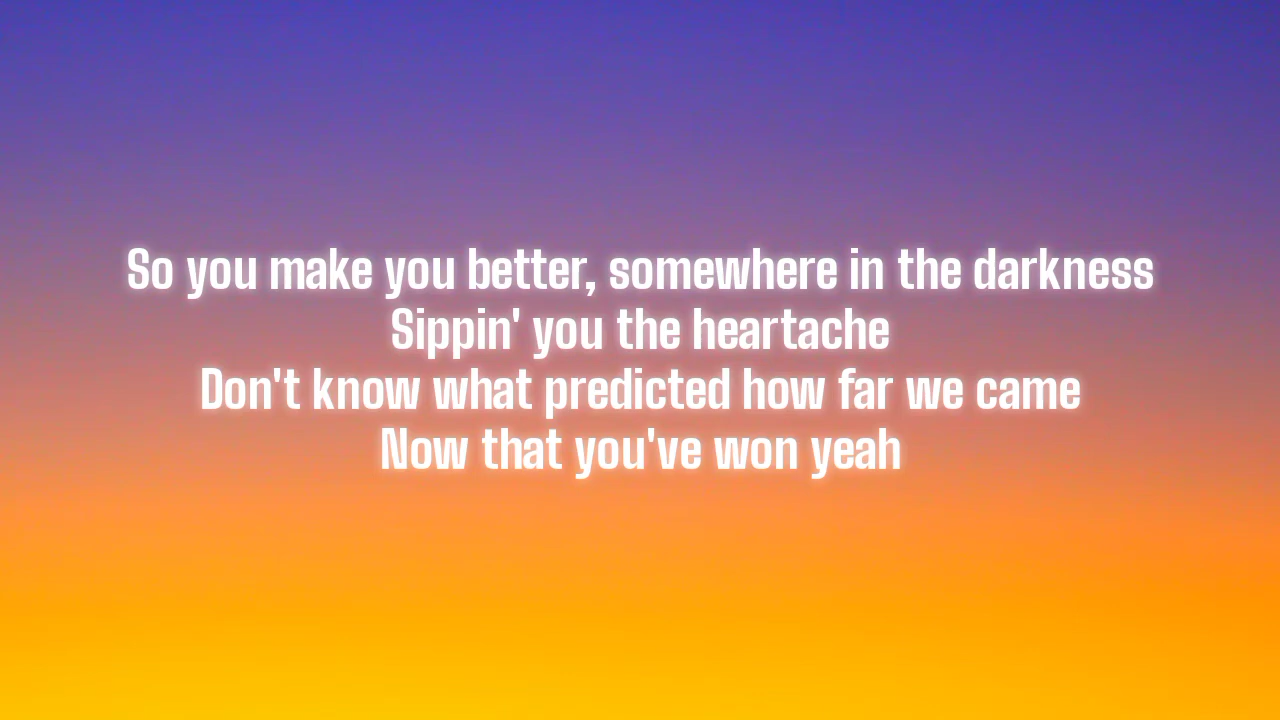 So you make you better, somewhere in the darkness
Sippin' you the heartache
Don't know what predicted how far we came
Now that you've won yeah